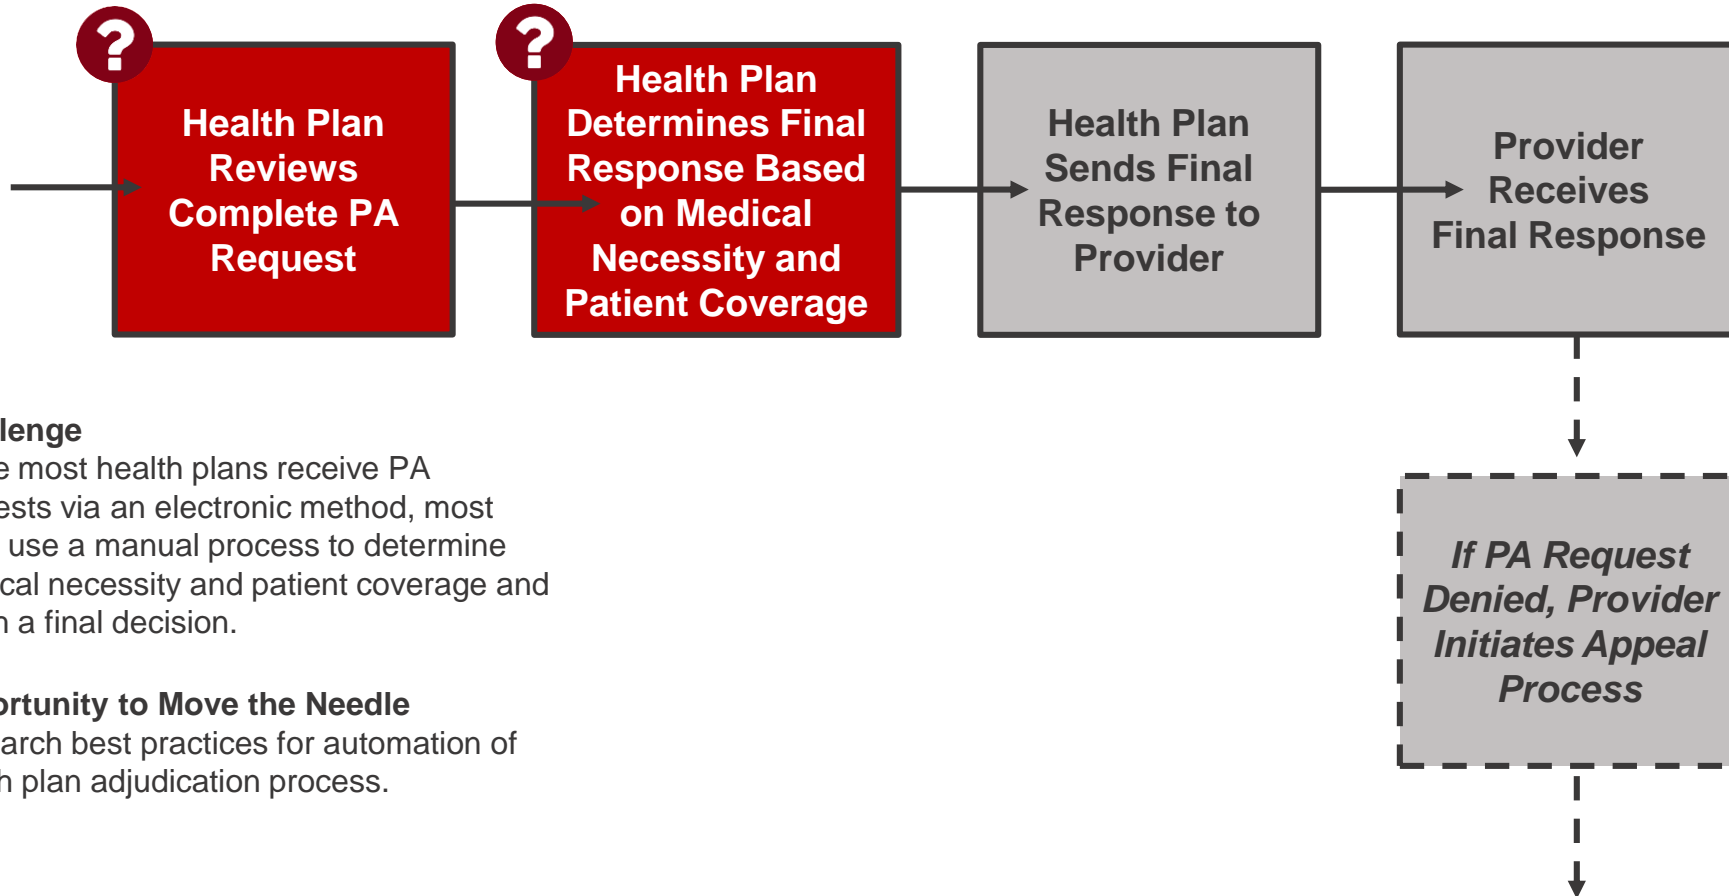 ?
Health Plan
Reviews
Complete PA
Request
?
Health Plan
Determines Final
Response Based
on Medical
Necessity and
Patient Coverage
Health Plan
Sends Final
Response to
Provider
Provider
Receives
Final Response
If PA Request
Denied, Provider
Initiates Appeal
Process
llenge
e most health plans receive PA
ests via an electronic method, most
use a manual process to determine
cal necessity and patient coverage and
h a final decision.
ortunity to Move the Needle
arch best practices for automation of
h plan adjudication process.